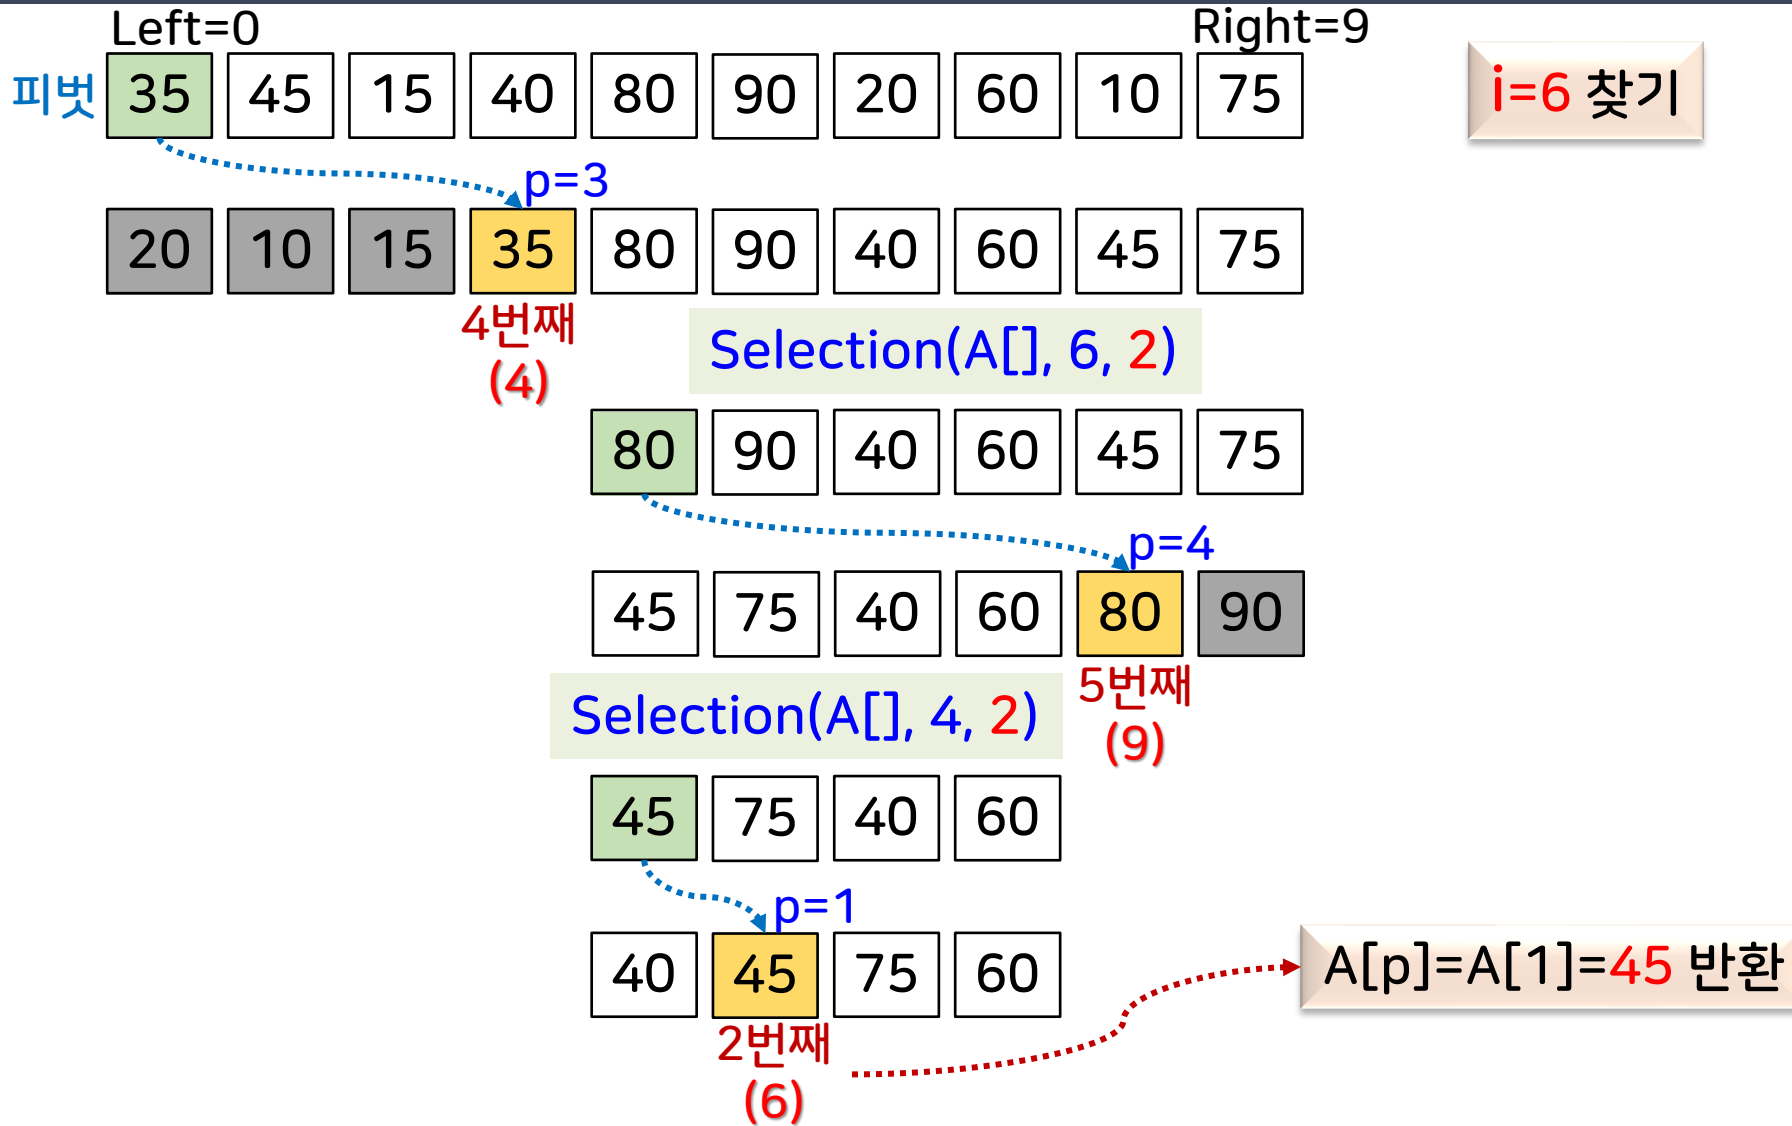 Left=0 Right=9
피벗 35 45 15 40 80 90 20 60 10 75 i=6 찾기
p=3
20 10 15 35 80 90 40 60 45 75
4번째
(4)
Selection(A[], 6, 2)
80 90 40 60 45 75
p=4
45 75 40 60 80 90
5번째
(9)
Selection(A[], 4, 2)
45 75 40 60
p=1
40 45 75 60
2번째
(6)
A[p]=A[1]=45 반환